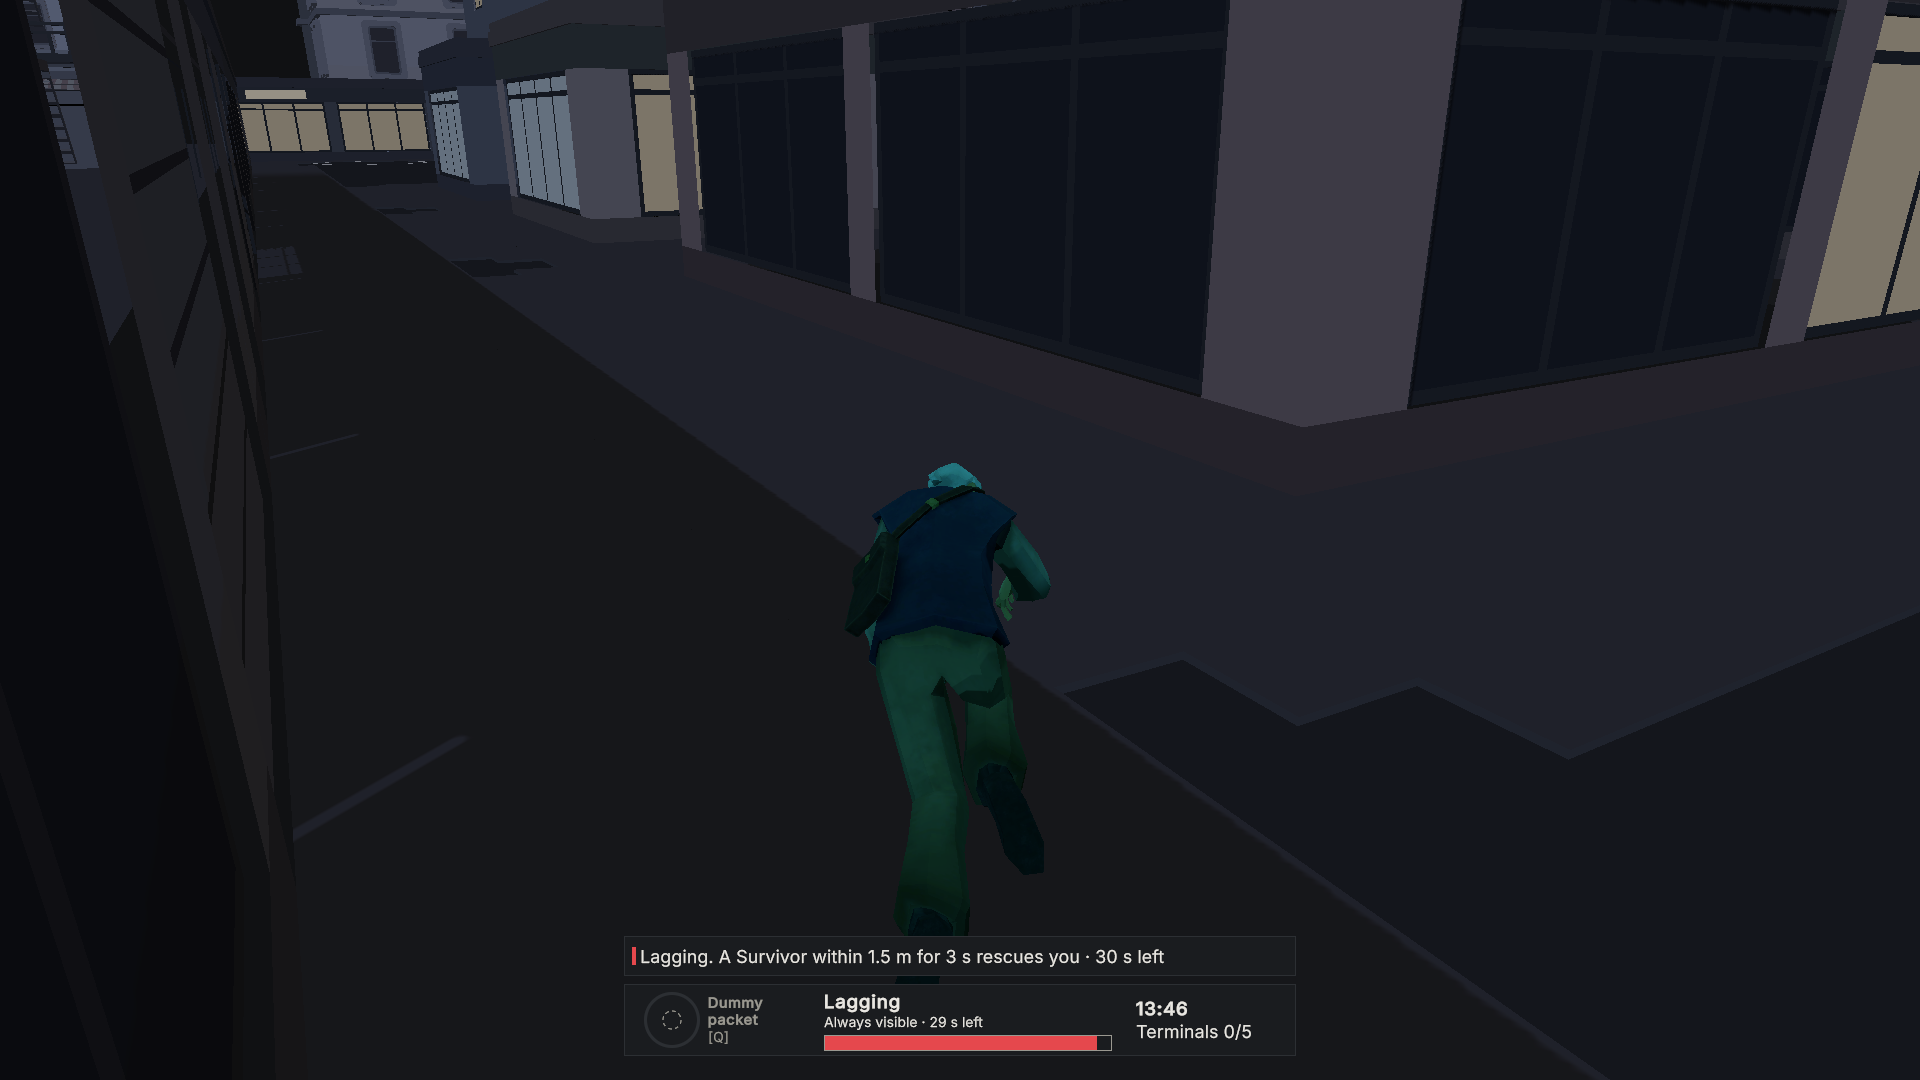 Lagging. A Survivor within 1.5 m for 3 s rescues you · 30 s left
Dummy
packet
[Q]
Lagging
Always visible · 29 s left
13:46
Terminals 0/5